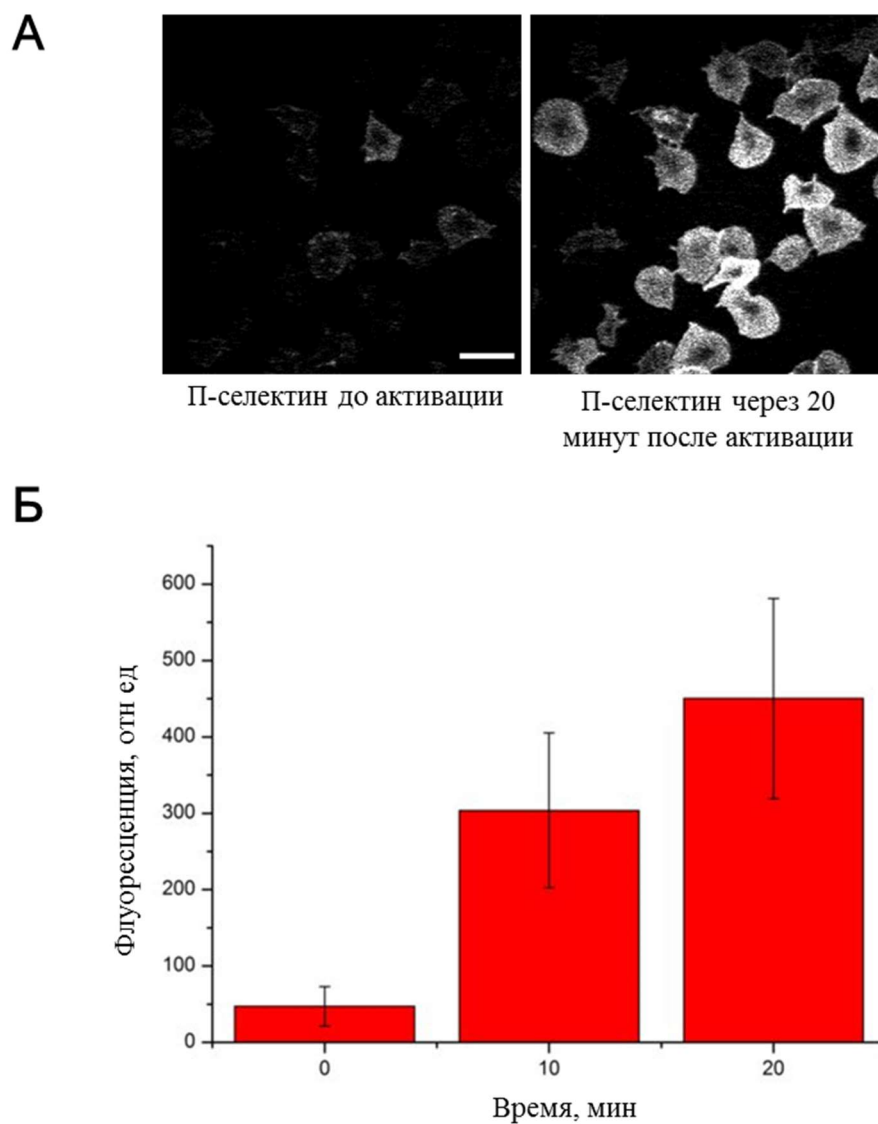 А
П-селектин до активации
П-селектин через 20
минут после активации
Б
Флуоресценция, отн ед
600
500
400
300
200
100
0
0 10 20
Время, мин